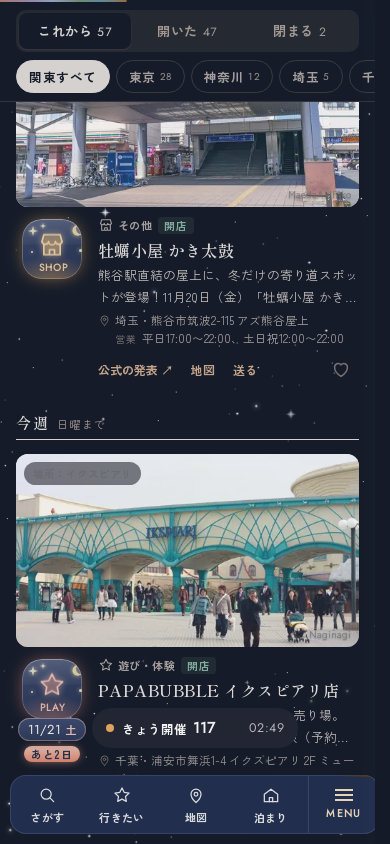 これから 57 開いた 47 閉まる 2
関東すべて 東京 28 神奈川 12 埼玉 5 千
その他 開店
牡蠣小屋 かき太鼓
SHOP
熊谷駅直結の屋上に、冬だけの寄り道スポッ
トが登場！11月20日（金）「牡蠣小屋 かき…
埼玉・熊谷市筑波2-115 アズ熊谷屋上
営業 平日17:00〜22:00、土日祝12:00〜22:00
公式の発表 ↗ 地図 送る
今週 日曜まで
場所：イクスピアリ
IKSPIARI
Naginagi
遊び・体験 開店
PAPABUBBLE イクスピアリ店
PLAY
売り場。
11/21 土
きょう開催 117 02:49
（予約…
あと2日
千葉・浦安市舞浜1-4 イクスピアリ 2F ミュー
さがす 行きたい 地図 泊まり MENU